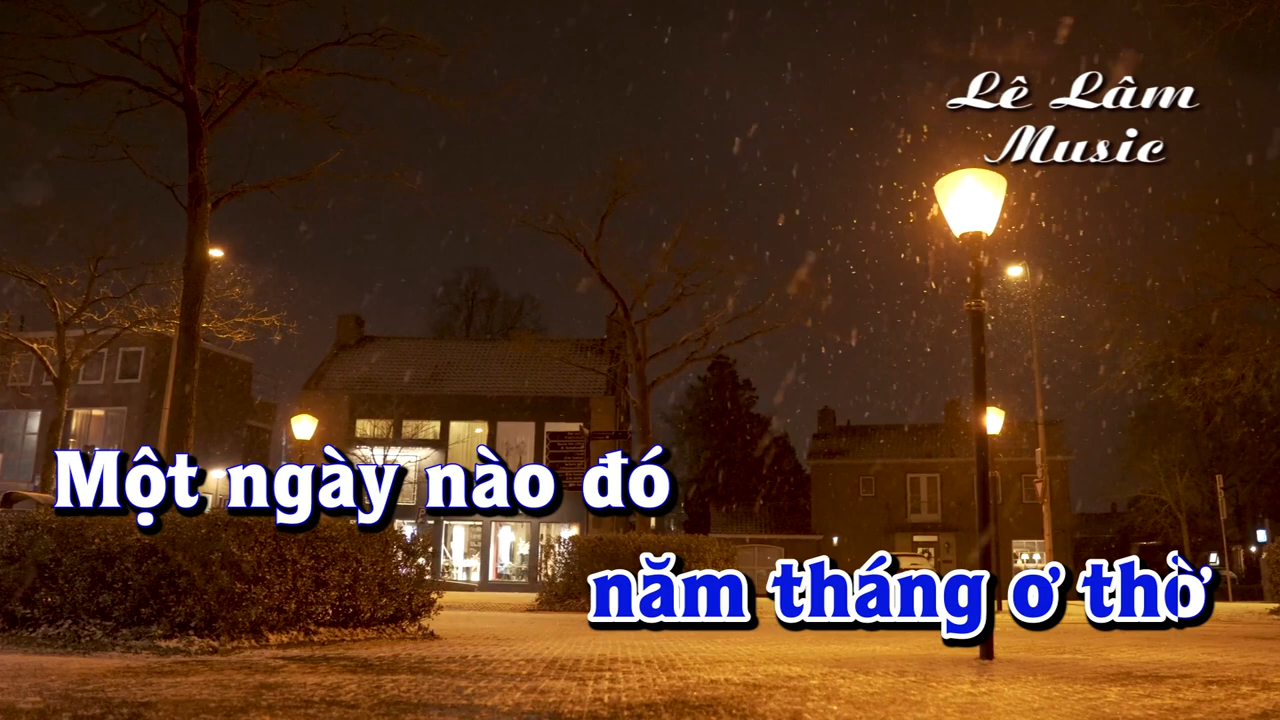 Lê Lâm
Music
Một ngày nào đó
năm tháng ơ thờ